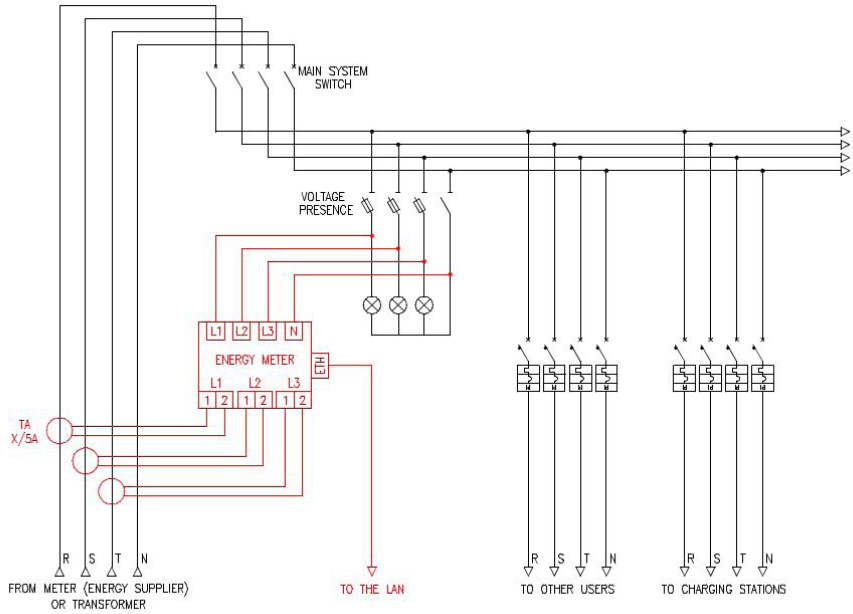 MAIN SYSTEM
SWITCH
VOLTAGE
PRESENCE
L1 L2 L3 N
ENERGY METER
ETH
L1 L2 L3
1 2 1 2 1 2
TA
X/5A
R S T N
FROM METER (ENERGY SUPPLIER)
OR TRANSFORMER
TO THE LAN
R S T N
TO OTHER USERS
R S T N
TO CHARGING STATIONS